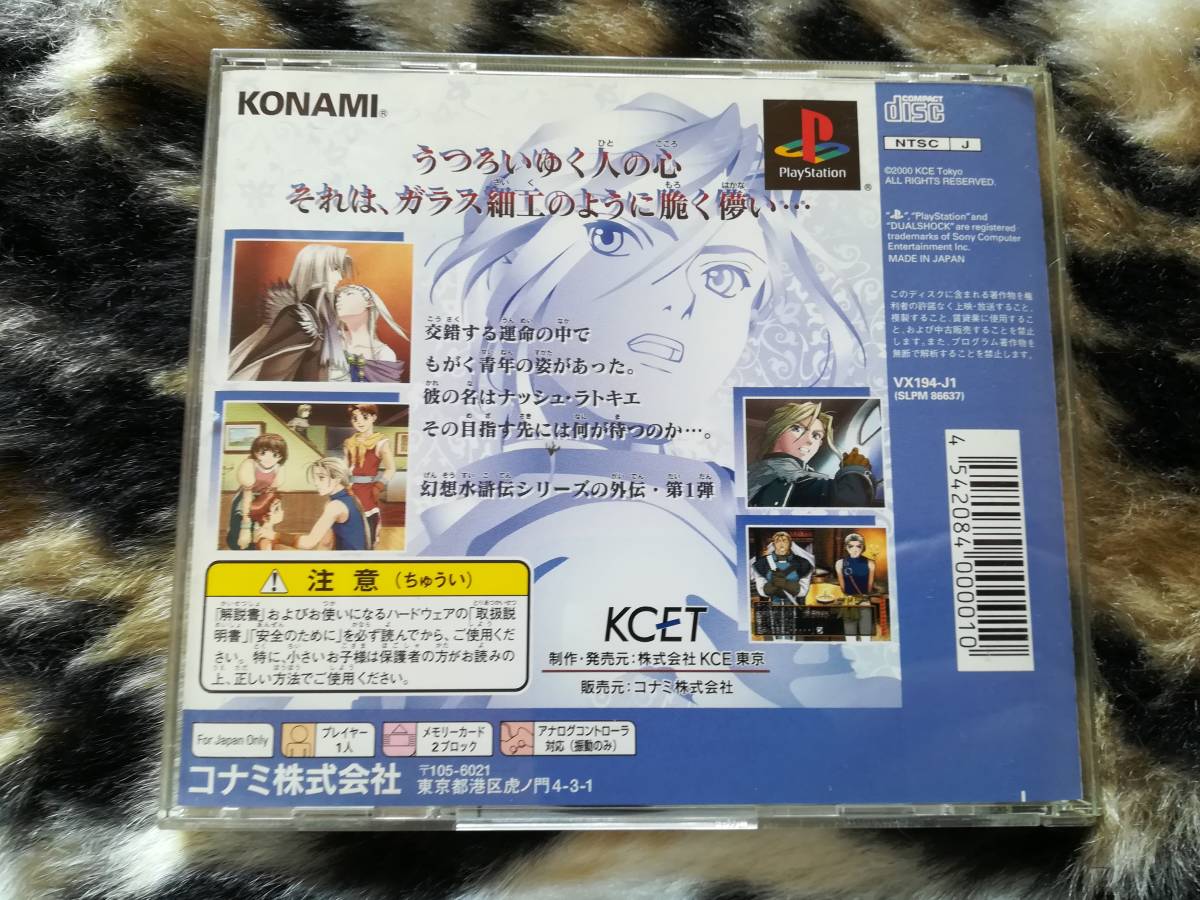 KONAMI®
うつろいゆく人の心
それは、ガラス細工のように脆く儚い…
交錯する運命の中で
もがく青年の姿があった。
彼の名はナッシュ・ラトキエ
その目指す先には何が待つのか…。
幻想水滸伝シリーズの外伝・第1弾
PlayStation®
COMPACT
disc
NTSC J
©2000 KCE Tokyo
ALL RIGHTS RESERVED.
" ", "PlayStation" and
"DUALSHOCK" are registered
trademarks of Sony Computer
Entertainment Inc.
MADE IN JAPAN
このディスクに含まれる著作物を権
利者の許諾なく上映・放送すること、
複製すること、賃貸業に使用するこ
と、および中古販売することを禁止
します。また、プログラム著作物を
無断で解析することを禁止します。
VX194-J1
(SLPM 86637)
4 542084 000010
注意(ちゅうい)
「解説書」およびお使いになるハードウェアの「取扱説
明書」「安全のために」を必ず読んでから、ご使用くだ
さい。特に、小さいお子様は保護者の方がお読みの
上、正しい方法でご使用ください。
KCET
制作・発売元：株式会社KCE東京
販売元：コナミ株式会社
For Japan Only
プレイヤー
1人
メモリーカード
2ブロック
アナログコントローラ
対応(振動のみ)
コナミ株式会社
〒105-6021
東京都港区虎ノ門4-3-1